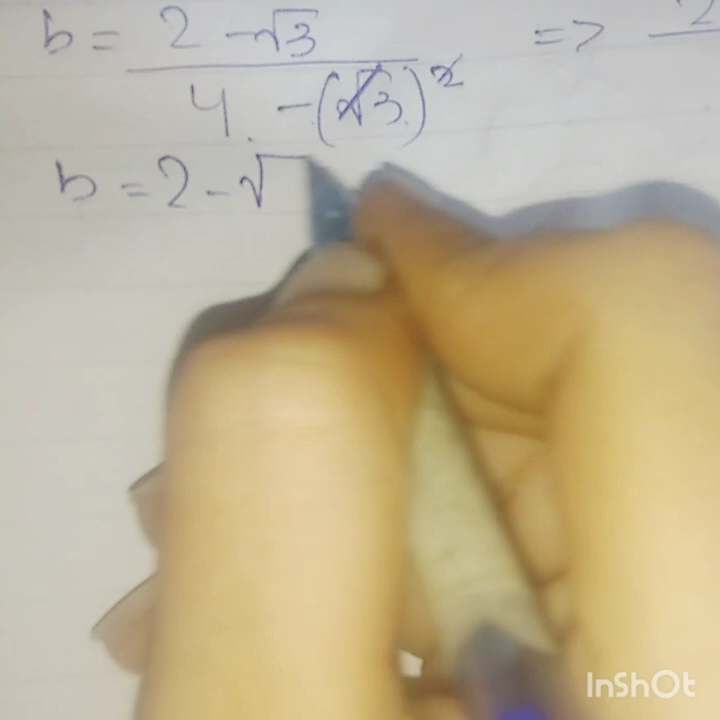 b = 2 - √3 / 4 - (√3)² => 2
b = 2 - √
InShOt